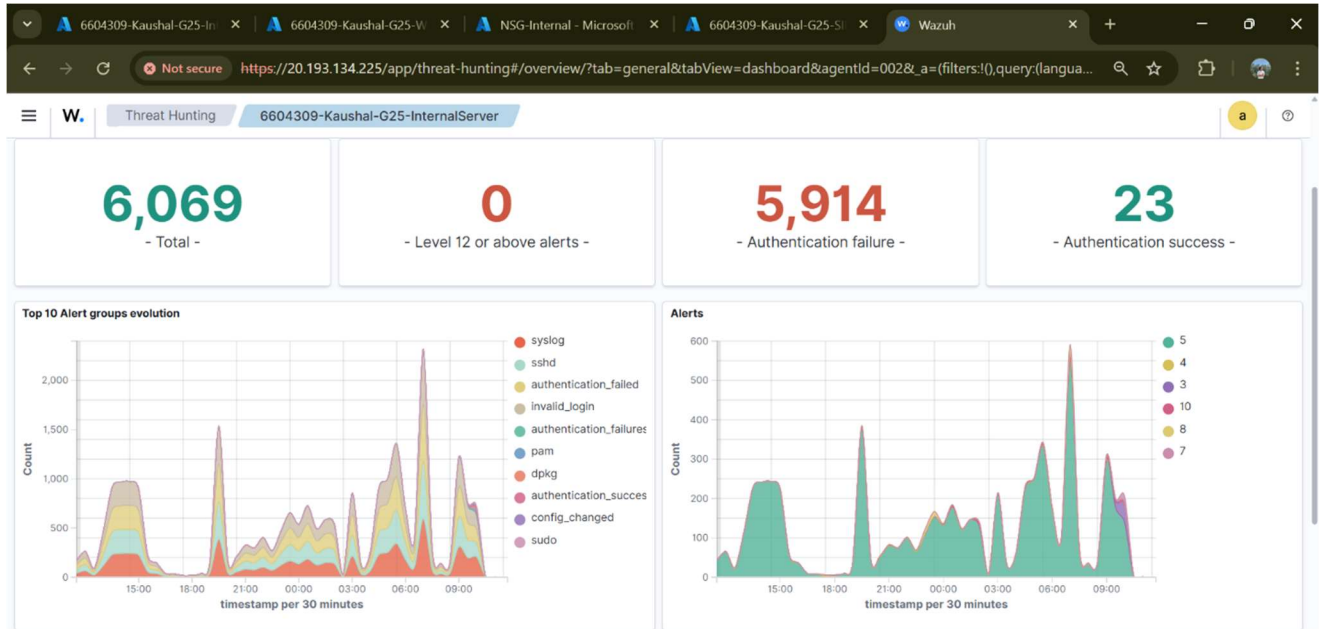 6604309-Kaushal-G25-In
6604309-Kaushal-G25-W
NSG-Internal - Microsoft
6604309-Kaushal-G25-SI
Wazuh
Not secure https://20.193.134.225/app/threat-hunting#/overview/?tab=general&tabView=dashboard&agentId=002&_a=(filters:!(),query:(langua...
W. Threat Hunting 6604309-Kaushal-G25-InternalServer a
6,069
- Total -
0
- Level 12 or above alerts -
5,914
- Authentication failure -
23
- Authentication success -
Top 10 Alert groups evolution
Count
2,000
1,500
1,000
500
0
15:00 18:00 21:00 00:00 03:00 06:00 09:00
timestamp per 30 minutes
syslog
sshd
authentication_failed
invalid_login
authentication_failures
pam
dpkg
authentication_succes
config_changed
sudo
Alerts
Count
600
500
400
300
200
100
0
15:00 18:00 21:00 00:00 03:00 06:00 09:00
timestamp per 30 minutes
5
4
3
10
8
7